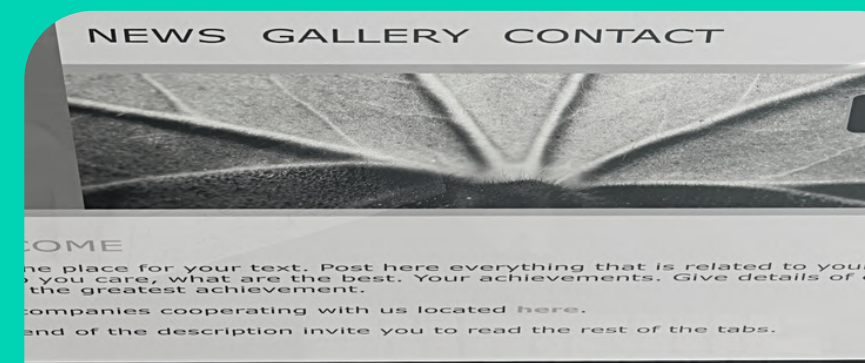 NEWS GALLERY CONTACT
COME
place for your text. Post here everything that is related to your
you care, what are the best. Your achievements. Give details of
the greatest achievement.
companies cooperating with us located here.
end of the description invite you to read the rest of the tabs.